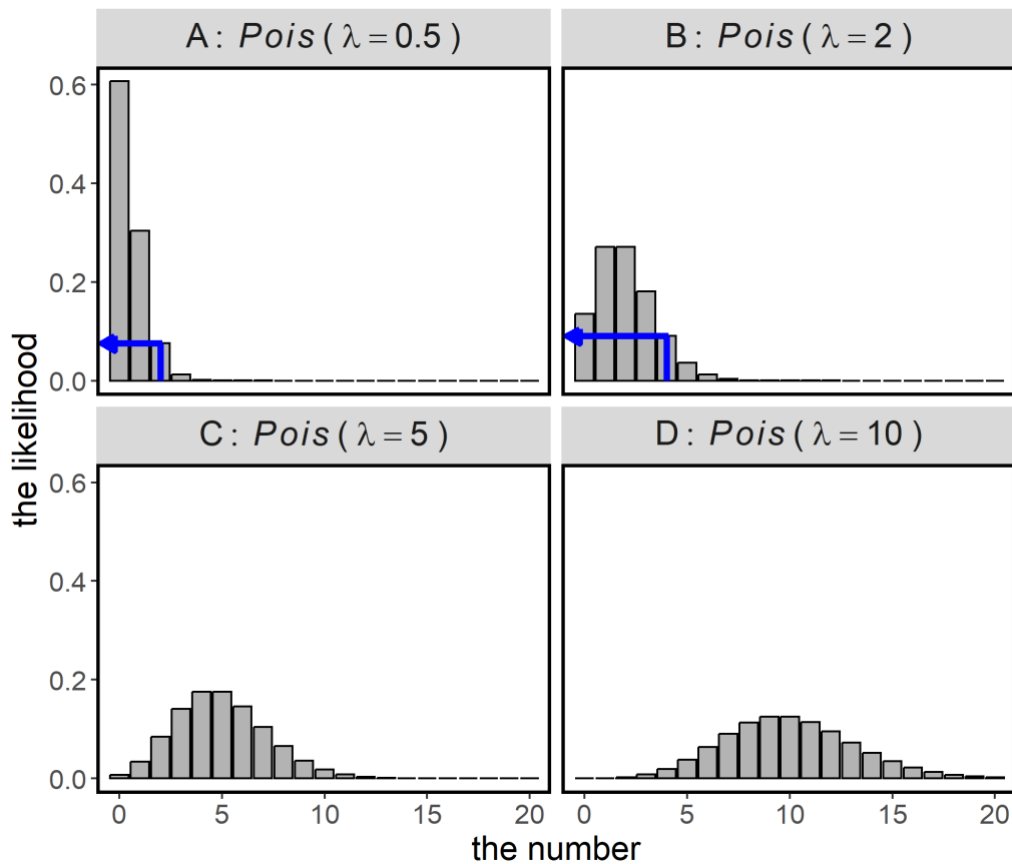 A: Pois(λ=0.5)
B: Pois(λ=2)
0.6
0.4
0.2
0.0
C: Pois(λ=5)
D: Pois(λ=10)
0.6
0.4
0.2
0.0
0 5 10 15 20
0 5 10 15 20
the likelihood
the number